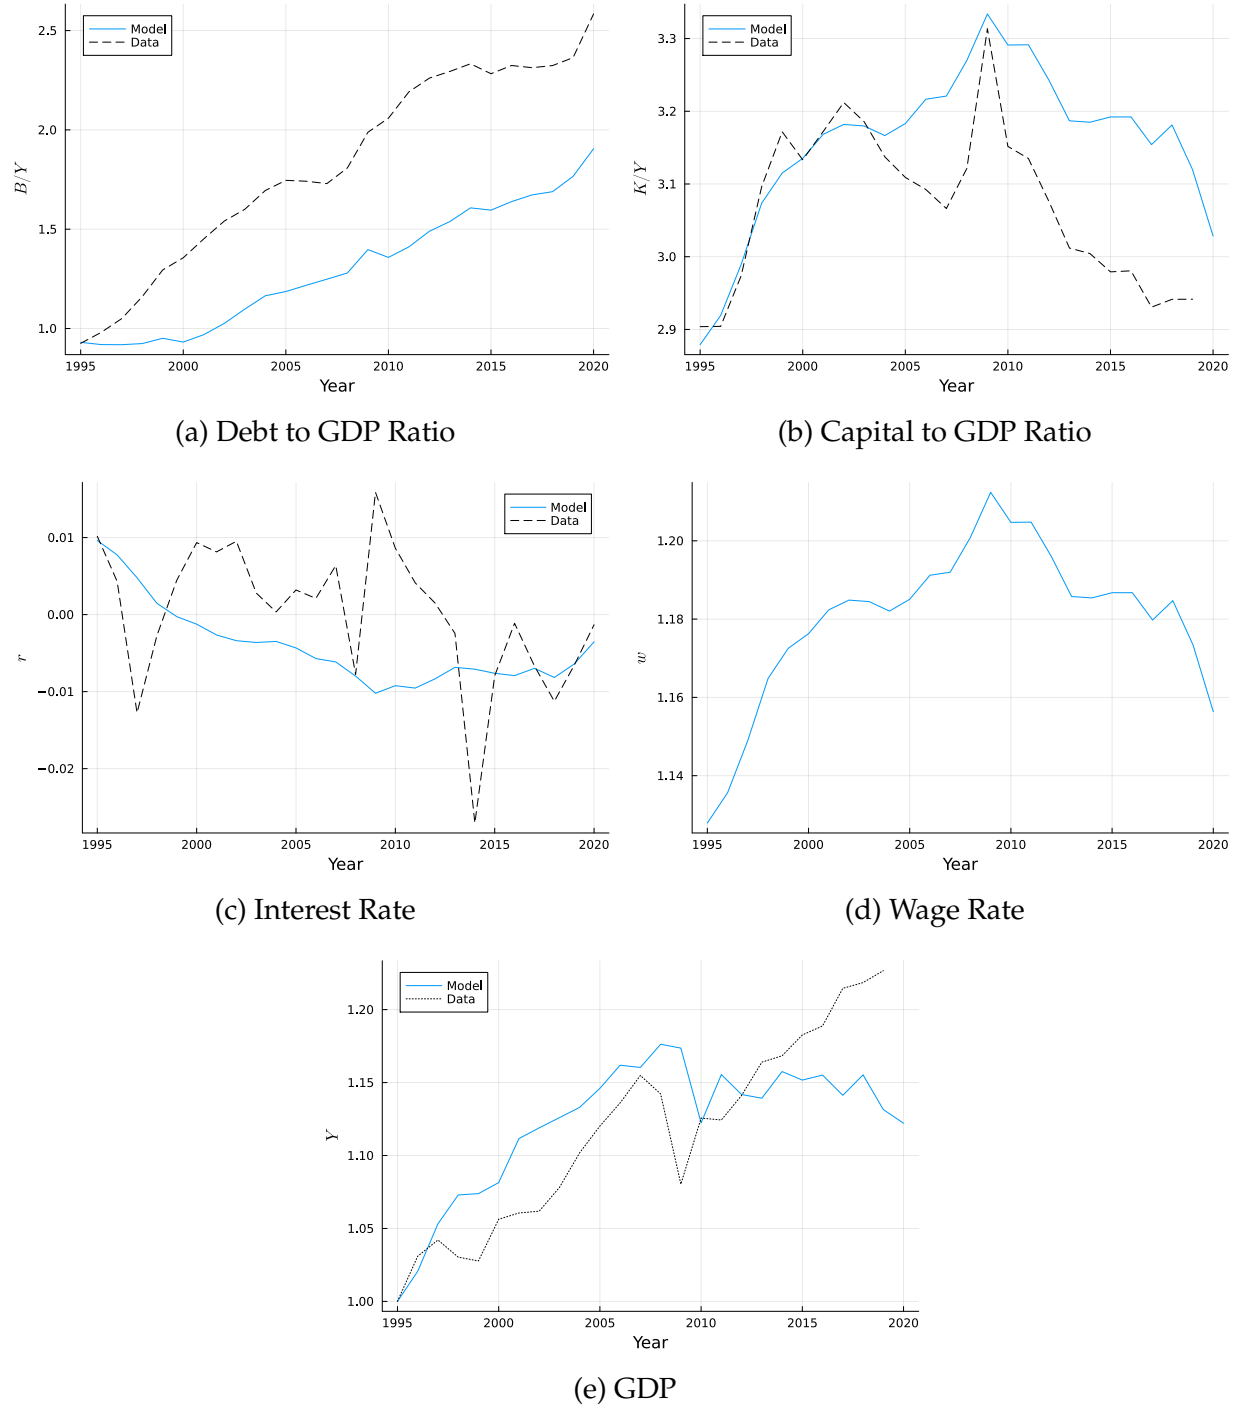 Model
Data
2.5
2.0
1.5
1.0
B/Y
1995 2000 2005 2010 2015 2020
Year
(a) Debt to GDP Ratio
Model
Data
3.3
3.2
3.1
3.0
2.9
K/Y
1995 2000 2005 2010 2015 2020
Year
(b) Capital to GDP Ratio
Model
Data
0.01
0.00
−0.01
−0.02
r
1995 2000 2005 2010 2015 2020
Year
(c) Interest Rate
1.20
1.18
1.16
1.14
w
1995 2000 2005 2010 2015 2020
Year
(d) Wage Rate
Model
Data
1.20
1.15
1.10
1.05
1.00
Y
1995 2000 2005 2010 2015 2020
Year
(e) GDP